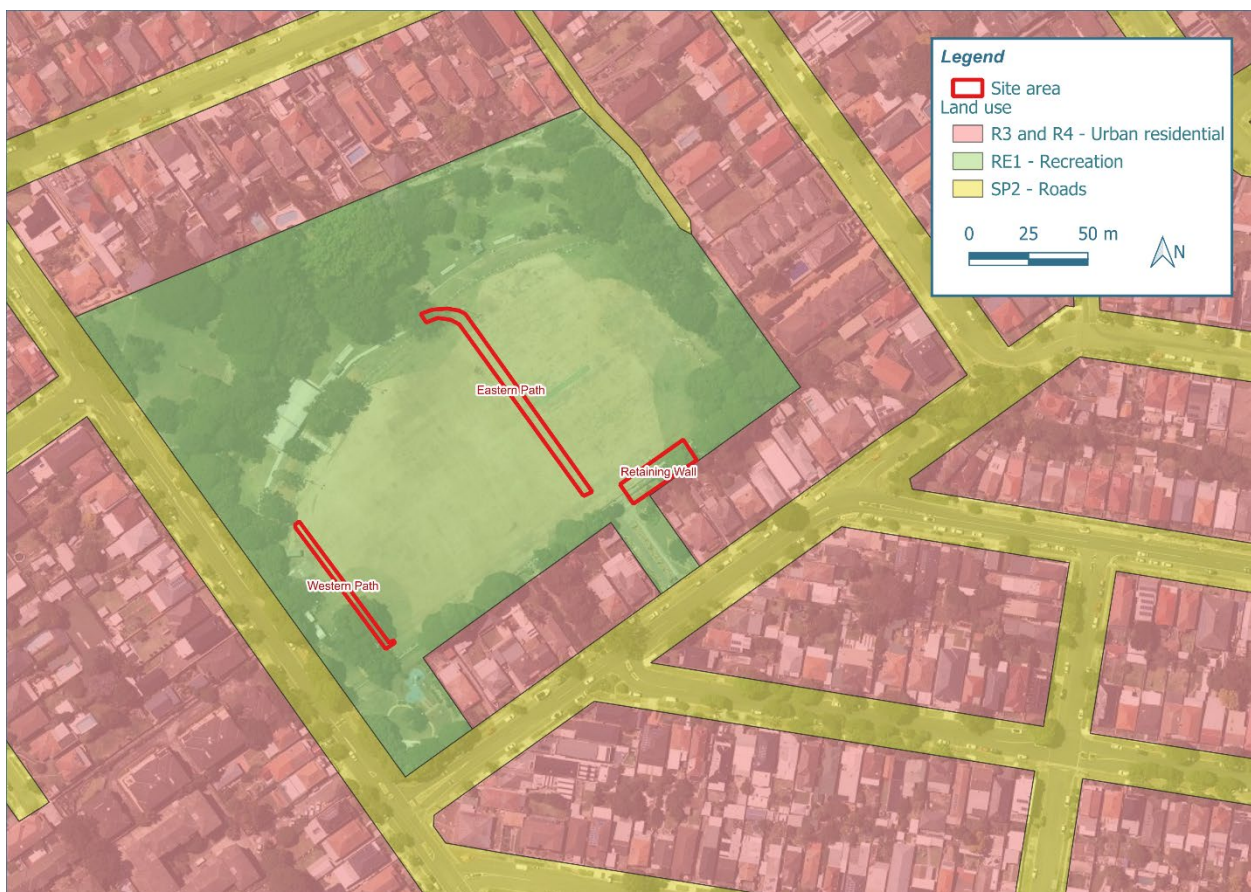 Legend
Site area
Land use
R3 and R4 - Urban residential
RE1 - Recreation
SP2 - Roads
0 25 50 m
N
Eastern Path
Retaining Wall
Western Path